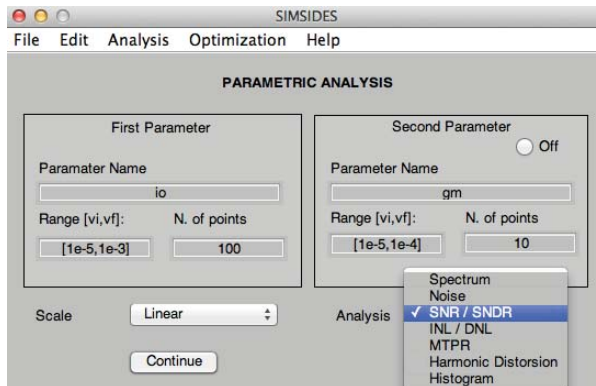 SIMSIDES
File Edit Analysis Optimization Help
PARAMETRIC ANALYSIS
First Parameter
Paramater Name
io
Range [vi,vf]: N. of points
[1e-5,1e-3] 100
Second Parameter
Off
Parameter Name
gm
Range [vi,vf]: N. of points
[1e-5,1e-4] 10
Scale Linear
Continue
Analysis
Spectrum
Noise
✓ SNR / SNDR
INL / DNL
MTPR
Harmonic Distorsion
Histogram